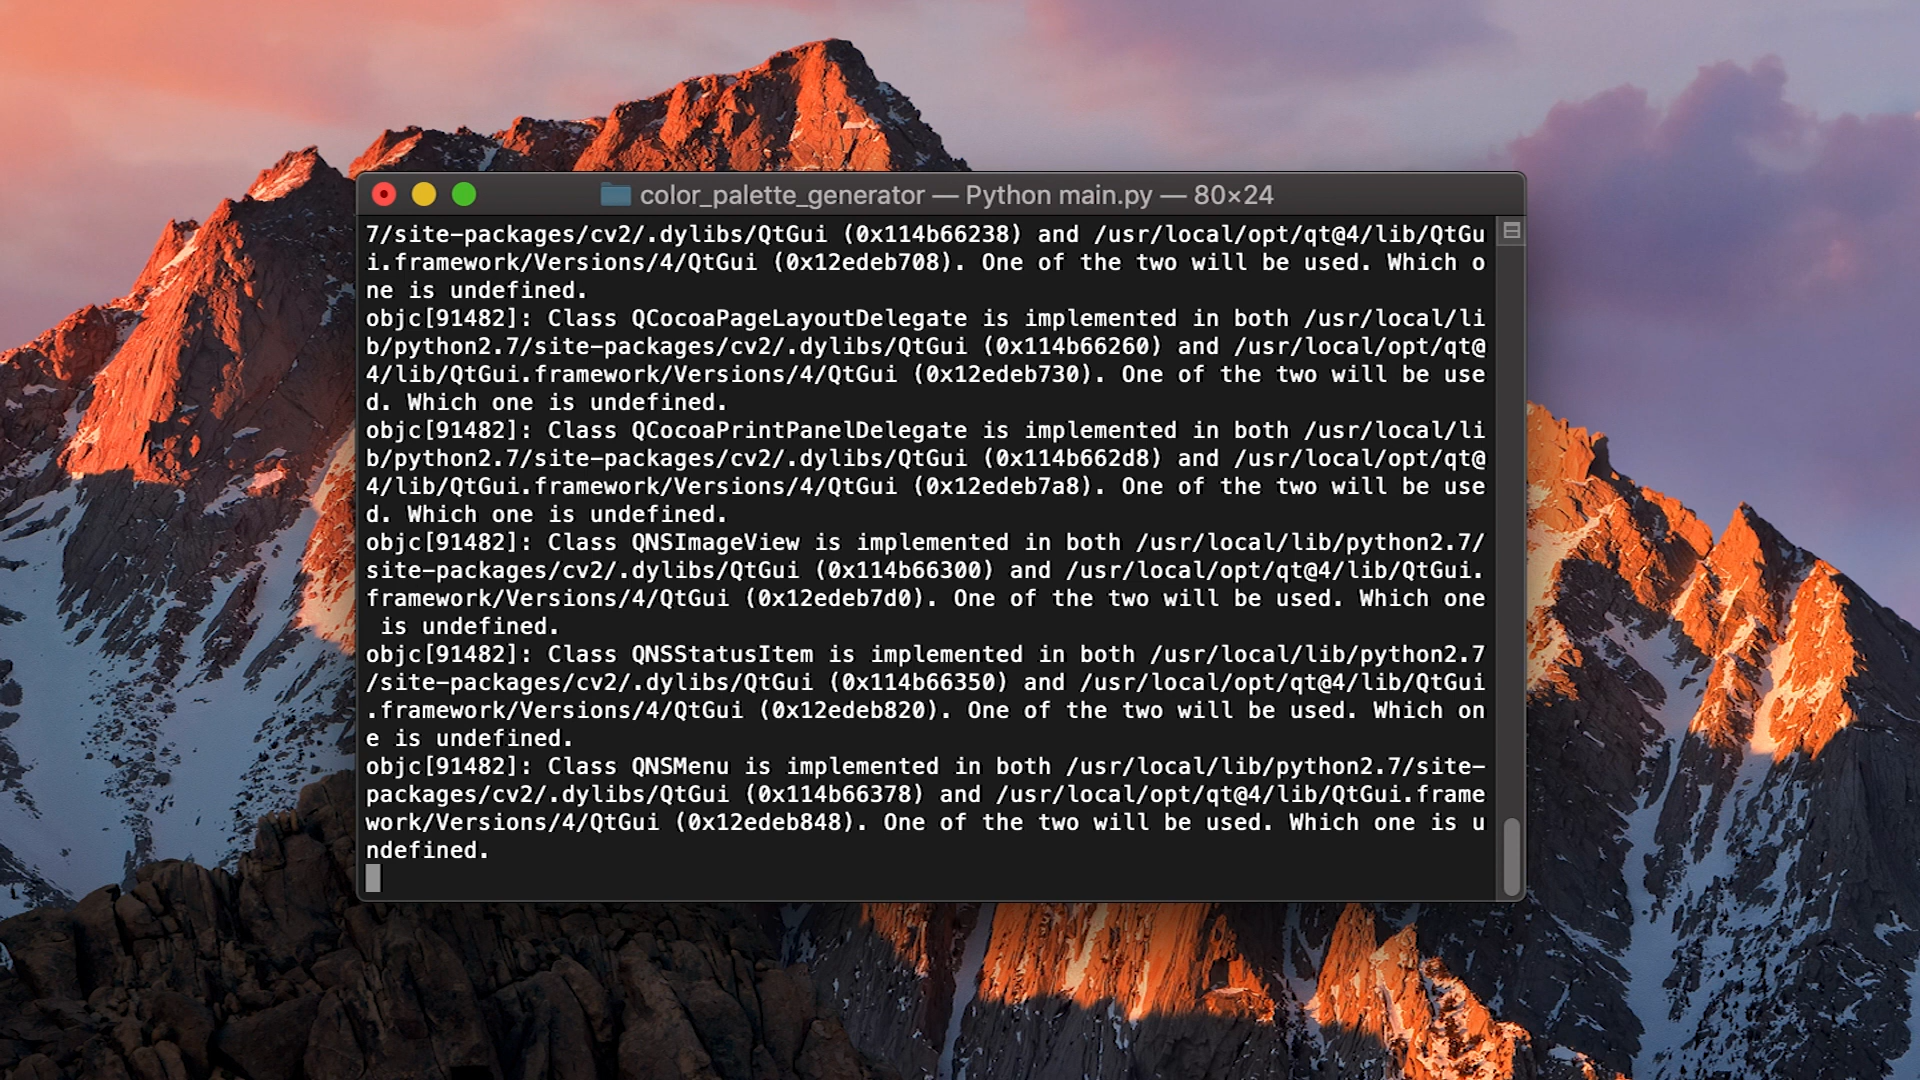 color_palette_generator — Python main.py — 80×24
7/site-packages/cv2/.dylibs/QtGui (0x114b66238) and /usr/local/opt/qt@4/lib/QtGu
i.framework/Versions/4/QtGui (0x12edeb708). One of the two will be used. Which o
ne is undefined.
objc[91482]: Class QCocoaPageLayoutDelegate is implemented in both /usr/local/li
b/python2.7/site-packages/cv2/.dylibs/QtGui (0x114b66260) and /usr/local/opt/qt@
4/lib/QtGui.framework/Versions/4/QtGui (0x12edeb730). One of the two will be use
d. Which one is undefined.
objc[91482]: Class QCocoaPrintPanelDelegate is implemented in both /usr/local/li
b/python2.7/site-packages/cv2/.dylibs/QtGui (0x114b662d8) and /usr/local/opt/qt@
4/lib/QtGui.framework/Versions/4/QtGui (0x12edeb7a8). One of the two will be use
d. Which one is undefined.
objc[91482]: Class QNSImageView is implemented in both /usr/local/lib/python2.7/
site-packages/cv2/.dylibs/QtGui (0x114b66300) and /usr/local/opt/qt@4/lib/QtGui.
framework/Versions/4/QtGui (0x12edeb7d0). One of the two will be used. Which one
 is undefined.
objc[91482]: Class QNSStatusItem is implemented in both /usr/local/lib/python2.7
/site-packages/cv2/.dylibs/QtGui (0x114b66350) and /usr/local/opt/qt@4/lib/QtGui
.framework/Versions/4/QtGui (0x12edeb820). One of the two will be used. Which on
e is undefined.
objc[91482]: Class QNSMenu is implemented in both /usr/local/lib/python2.7/site-
packages/cv2/.dylibs/QtGui (0x114b66378) and /usr/local/opt/qt@4/lib/QtGui.frame
work/Versions/4/QtGui (0x12edeb848). One of the two will be used. Which one is u
ndefined.